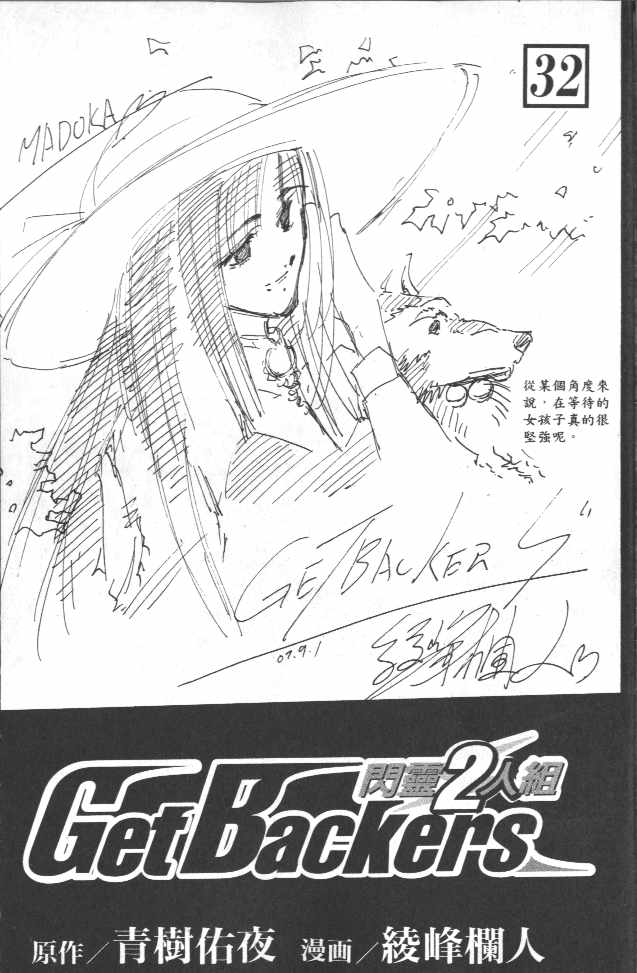 32
MADOKA
從某個角度來
說，在等待的
女孩子真的很
堅強呢。
GETBACKERS
07.9.1
綾峰欄人
閃靈2人組
GetBackers
原作／青樹佑夜 漫画／綾峰欄人